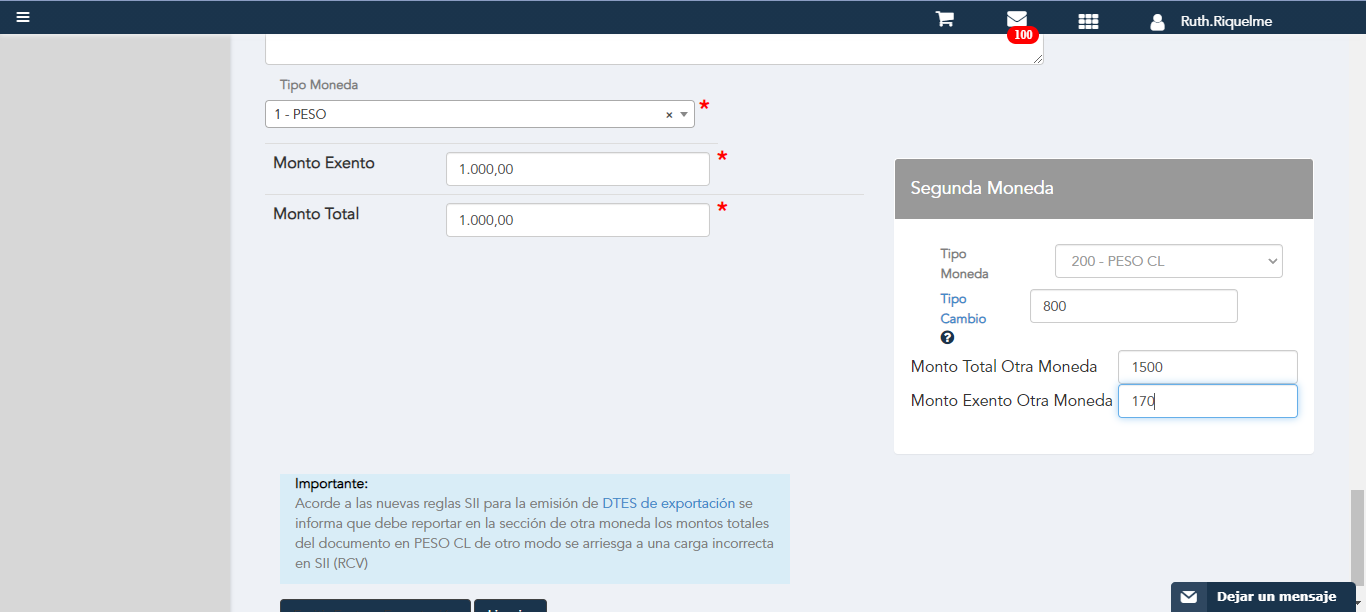 Ruth.Riquelme
100
Tipo Moneda
1 - PESO
×
*
Monto Exento
1.000,00
*
Monto Total
1.000,00
*
Segunda Moneda
Tipo
Moneda
200 - PESO CL
Tipo
Cambio
800
?
Monto Total Otra Moneda
1500
Monto Exento Otra Moneda
170
Importante:
Acorde a las nuevas reglas SII para la emisión de DTES de exportación se
informa que debe reportar en la sección de otra moneda los montos totales
del documento en PESO CL de otro modo se arriesga a una carga incorrecta
en SII (RCV)
Dejar un mensaje